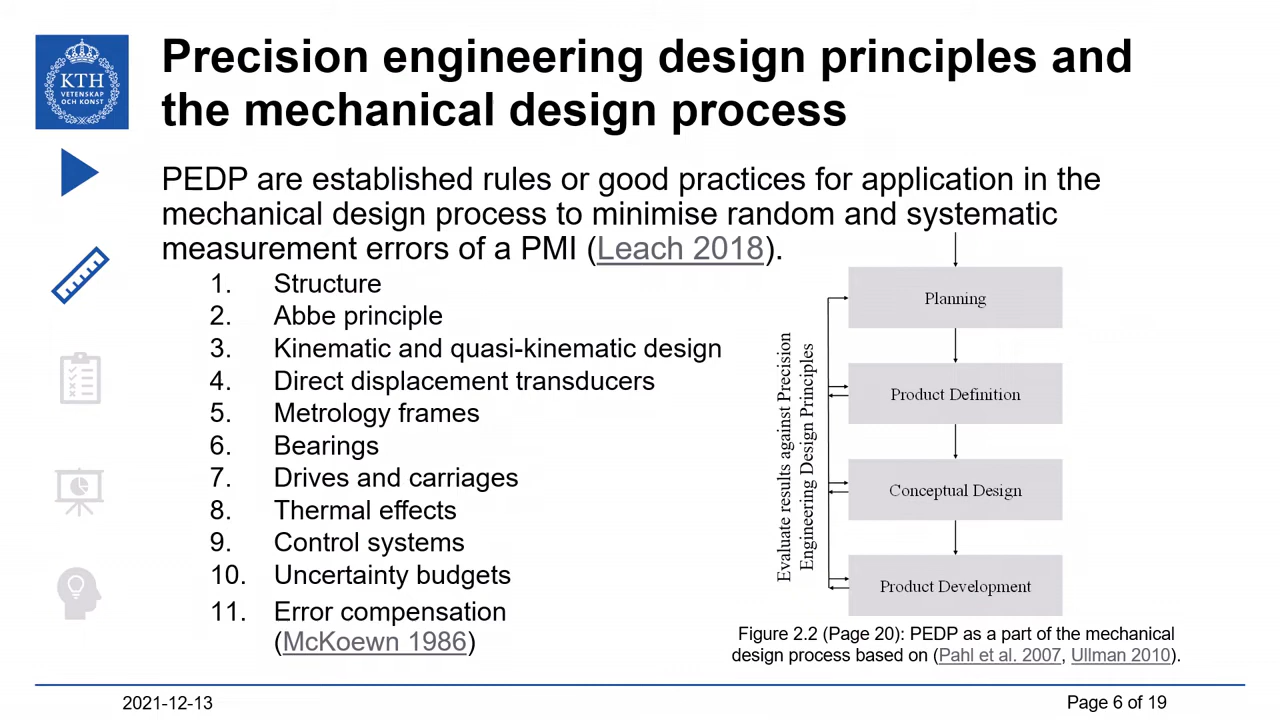 Precision engineering design principles and
the mechanical design process
KTH
VETENSKAP
OCH KONST
PEDP are established rules or good practices for application in the
mechanical design process to minimise random and systematic
measurement errors of a PMI (Leach 2018).
1. Structure
2. Abbe principle
3. Kinematic and quasi-kinematic design
4. Direct displacement transducers
5. Metrology frames
6. Bearings
7. Drives and carriages
8. Thermal effects
9. Control systems
10. Uncertainty budgets
11. Error compensation
(McKoewn 1986)
Evaluate results against Precision
Engineering Design Principles
Planning
Product Definition
Conceptual Design
Product Development
Figure 2.2 (Page 20): PEDP as a part of the mechanical
design process based on (Pahl et al. 2007, Ullman 2010).
2021-12-13
Page 6 of 19